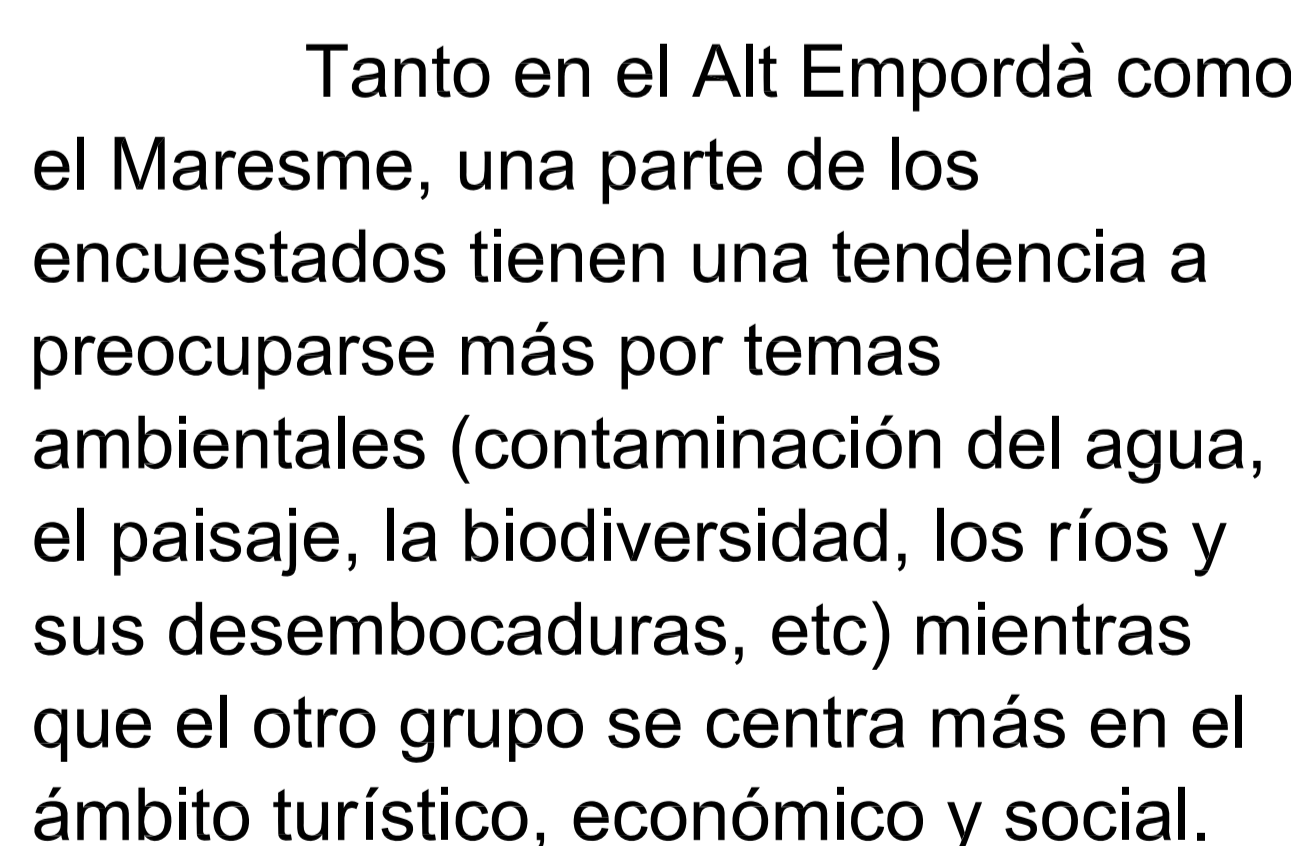 Tanto en el Alt Empordà como
el Maresme, una parte de los
encuestados tienen una tendencia a
preocuparse más por temas
ambientales (contaminación del agua,
el paisaje, la biodiversidad, los ríos y
sus desembocaduras, etc) mientras
que el otro grupo se centra más en el
ámbito turístico, económico y social.